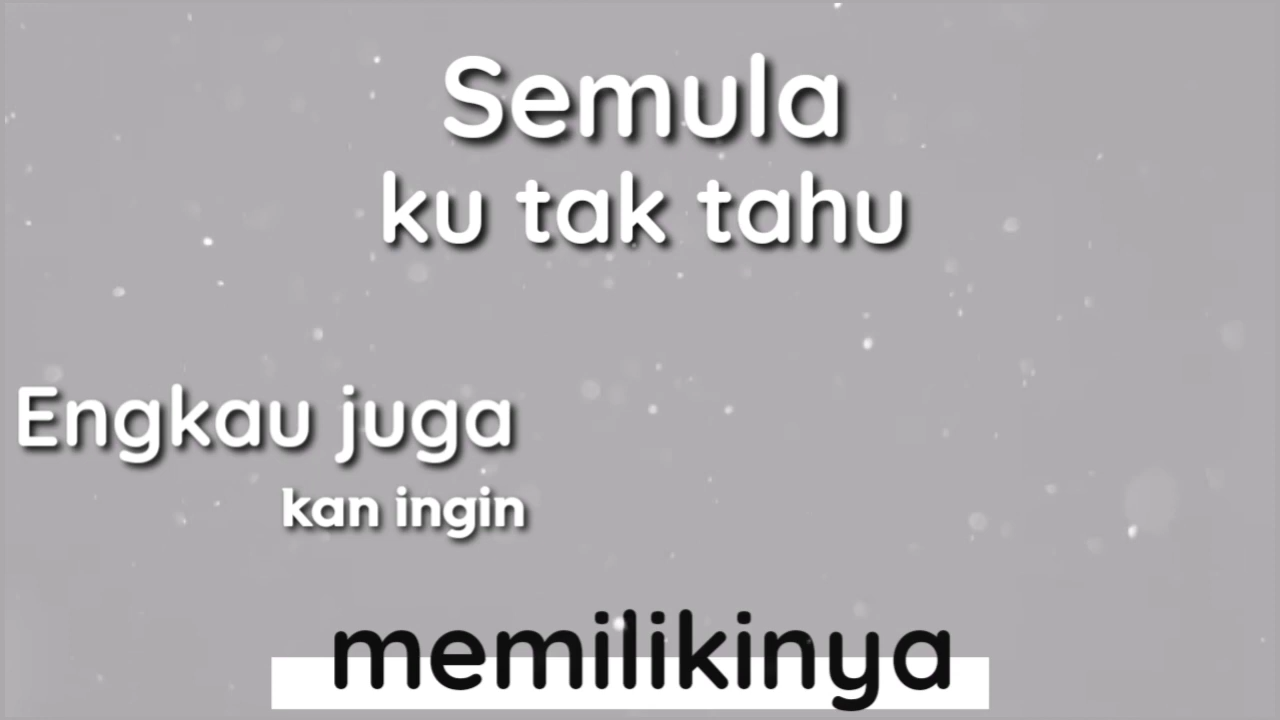 Semula
ku tak tahu
Engkau juga
kan ingin
memilikinya